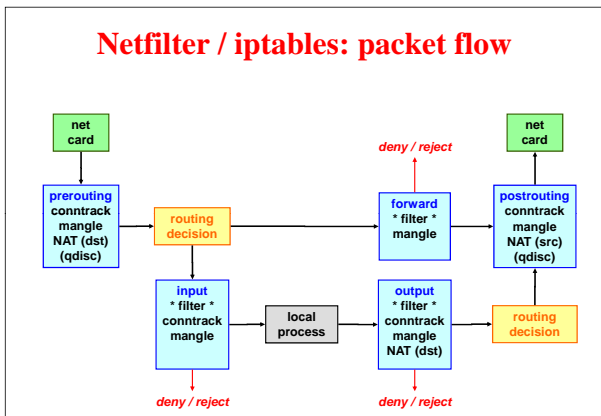 Netfilter / iptables: packet flow
net
card
net
card
deny / reject
prerouting
conntrack
mangle
NAT (dst)
(qdisc)
routing
decision
forward
* filter *
mangle
postrouting
conntrack
mangle
NAT (src)
(qdisc)
input
* filter *
conntrack
mangle
local
process
output
* filter *
conntrack
mangle
NAT (dst)
routing
decision
deny / reject
deny / reject